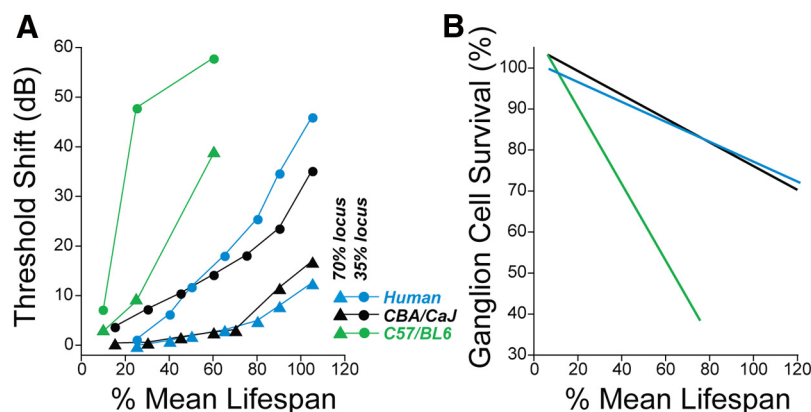 A
Threshold Shift (dB)
60
50
40
30
20
10
0
0
20
40
60
80
100
120
% Mean Lifespan
70% locus
35% locus
Human
CBA/CaJ
C57/BL6
B
Ganglion Cell Survival (%)
100
90
80
70
60
50
40
30
0
20
40
60
80
100
120
% Mean Lifespan